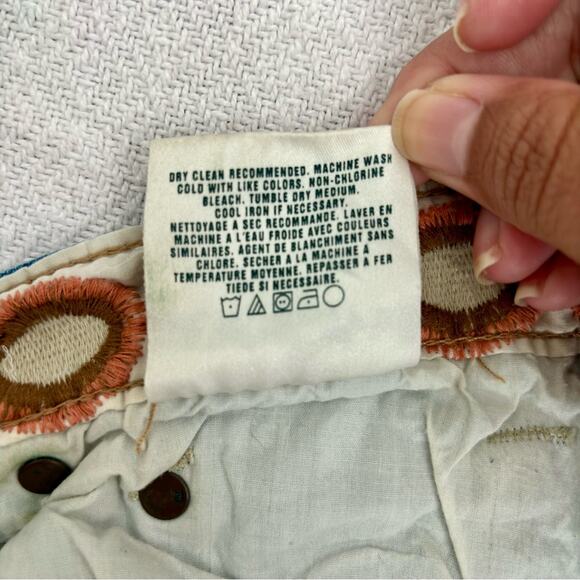 DRY CLEAN RECOMMENDED. MACHINE WASH
COLD WITH LIKE COLORS. NON-CHLORINE
BLEACH. TUMBLE DRY MEDIUM.
COOL IRON IF NECESSARY.
NETTOYAGE A SEC RECOMMANDE. LAVER EN
MACHINE A L'EAU FROIDE AVEC COULEURS
SIMILAIRES. AGENT DE BLANCHIMENT SANS
CHLORE. SECHER A LA MACHINE A
TEMPERATURE MOYENNE. REPASSER A FER
TIEDE SI NECESSAIRE.